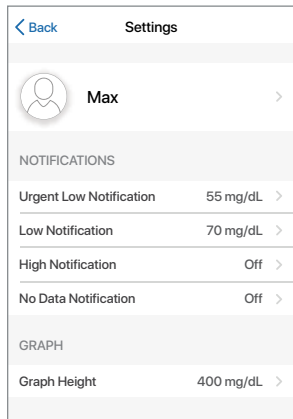 Back Settings
Max
NOTIFICATIONS
Urgent Low Notification 55 mg/dL
Low Notification 70 mg/dL
High Notification Off
No Data Notification Off
GRAPH
Graph Height 400 mg/dL